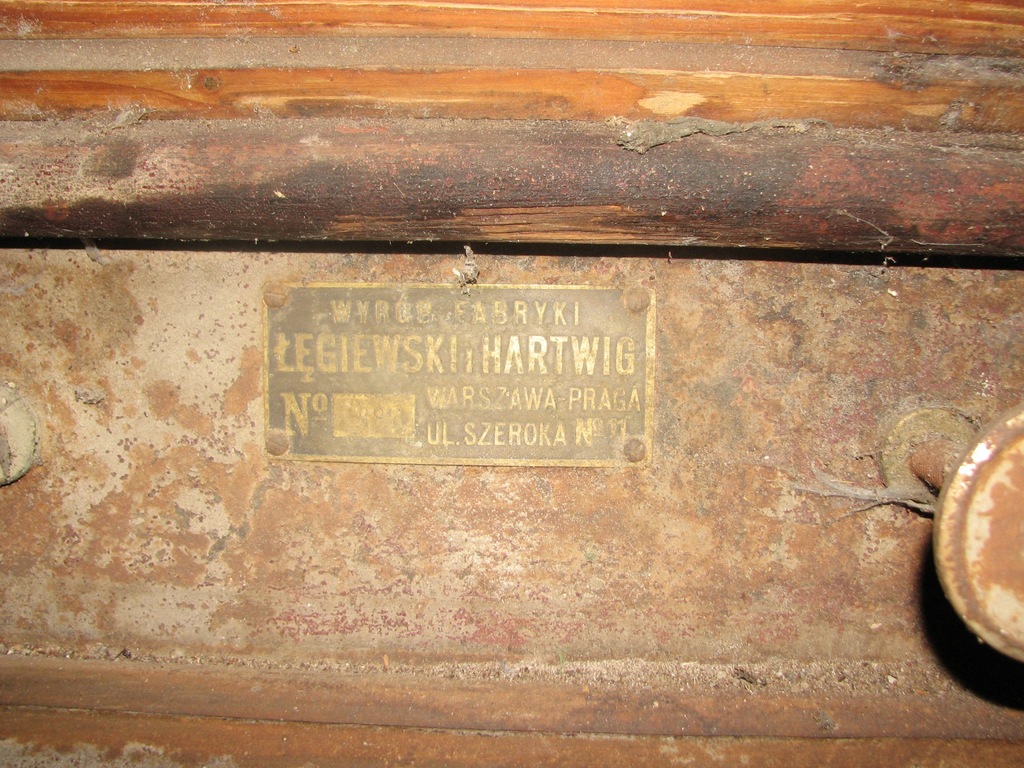 WYRÓB FABRYKI
ŁĘGIEWSKI i HARTWIG
No WARSZAWA-PRAGA
UL. SZEROKA No 11